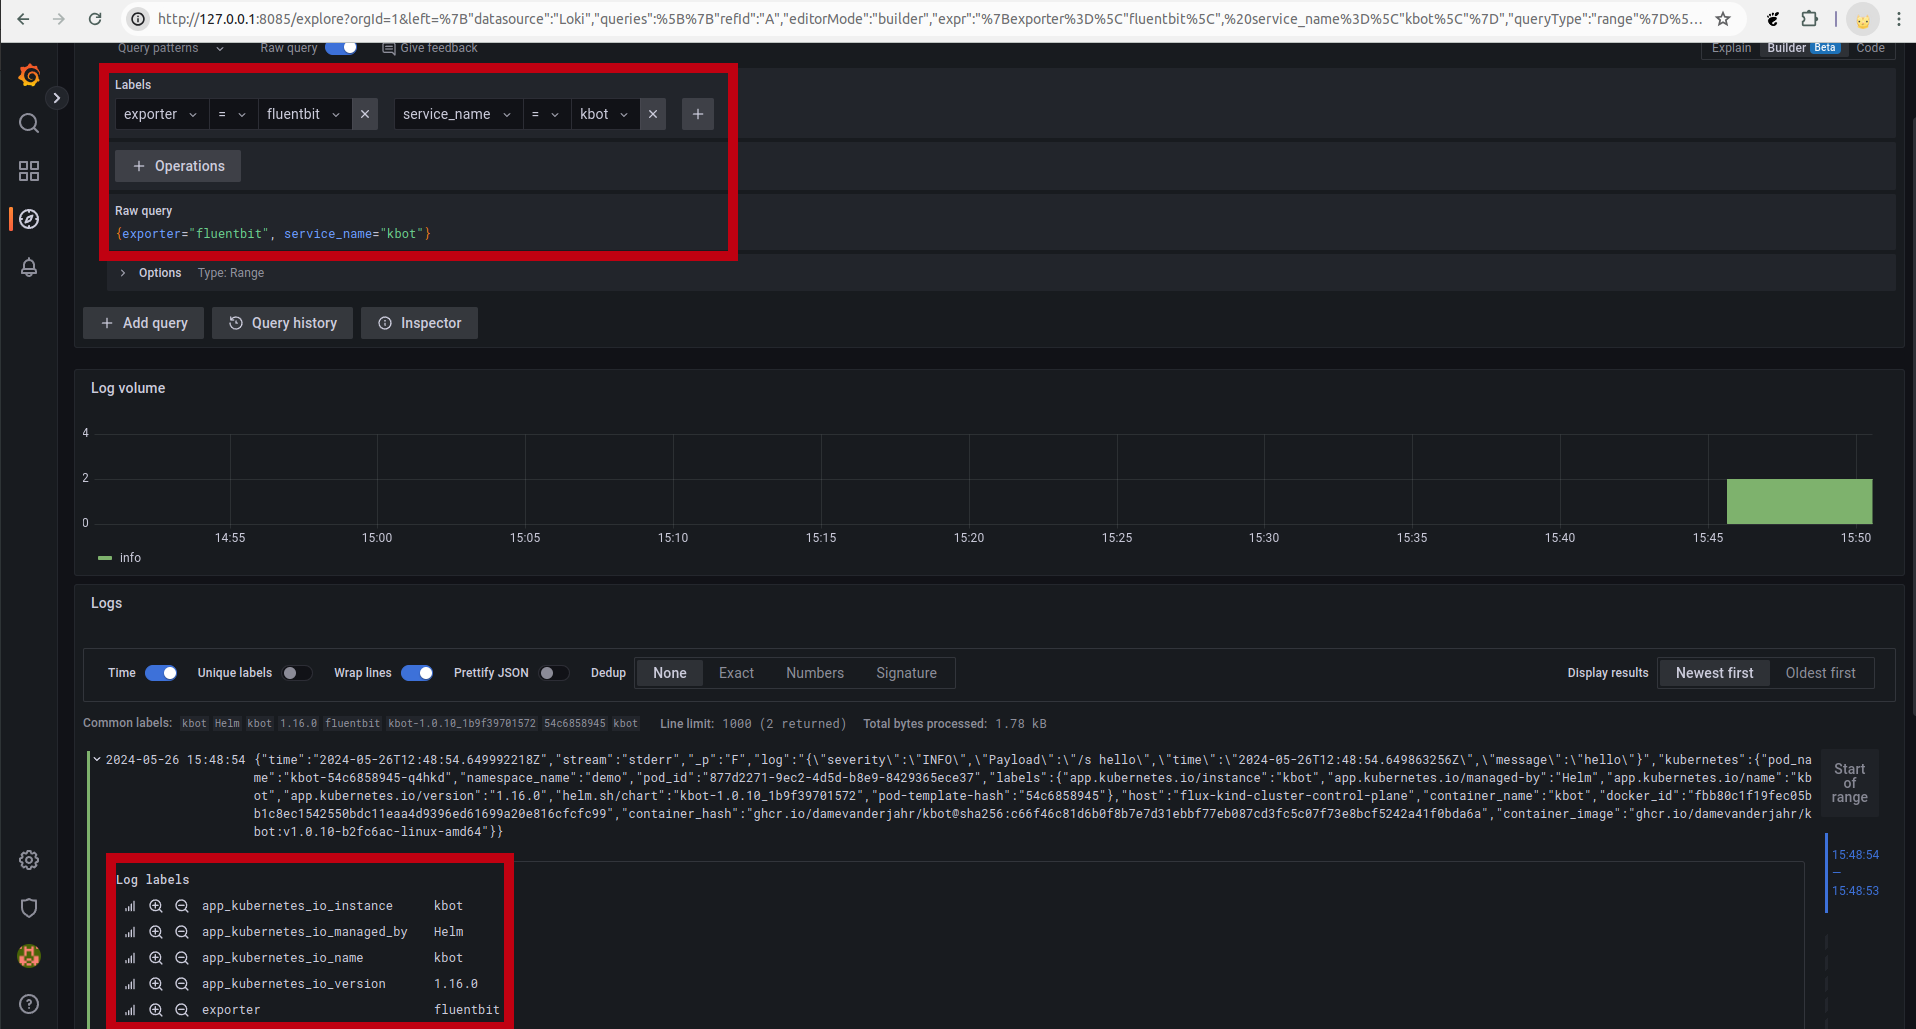 http://127.0.0.1:8085/explore?orgId=1&left=%7B"datasource":"Loki","queries":%5B%7B"refId":"A","editorMode":"builder","expr":"%7Bexporter%3D%5C"fluentbit%5C",%20service_name%3D%5C"kbot%5C"%7D","queryType":"range"%7D%5...
Query patterns Raw query Give feedback Explain Builder Beta Code
Labels
exporter = fluentbit service_name = kbot
Operations
Raw query
{exporter="fluentbit", service_name="kbot"}
Options Type: Range
Add query Query history Inspector
Log volume
4
2
0
14:55 15:00 15:05 15:10 15:15 15:20 15:25 15:30 15:35 15:40 15:45 15:50
info
Logs
Time Unique labels Wrap lines Prettify JSON Dedup None Exact Numbers Signature Display results Newest first Oldest first
Common labels: kbot Helm kbot 1.16.0 fluentbit kbot-1.0.10_1b9f39701572 54c6858945 kbot Line limit: 1000 (2 returned) Total bytes processed: 1.78 kB
2024-05-26 15:48:54 {"time":"2024-05-26T12:48:54.649992218Z","stream":"stderr","_p":"F","log":"{\"severity\":\"INFO\",\"Payload\":\"/s hello\",\"time\":\"2024-05-26T12:48:54.649863256Z\",\"message\":\"hello\"}","kubernetes":{"pod_na
me":"kbot-54c6858945-q4hkd","namespace_name":"demo","pod_id":"877d2271-9ec2-4d5d-b8e9-8429365ece37","labels":{"app.kubernetes.io/instance":"kbot","app.kubernetes.io/managed-by":"Helm","app.kubernetes.io/name":"kb
ot","app.kubernetes.io/version":"1.16.0","helm.sh/chart":"kbot-1.0.10_1b9f39701572","pod-template-hash":"54c6858945"},"host":"flux-kind-cluster-control-plane","container_name":"kbot","docker_id":"fbb80c1f19fec05b
b1c8ec1542550bdc11eaa4d9396ed61699a20e816cfcfc99","container_hash":"ghcr.io/damevanderjahr/kbot@sha256:c66f46c81d6b0f8b7e7d31ebbf77eb087cd3fc5c07f73e8bcf5242a41f0bda6a","container_image":"ghcr.io/damevanderjahr/k
bot:v1.0.10-b2fc6ac-linux-amd64"}}
Start
of
range
15:48:54
—
15:48:53
Log labels
app_kubernetes_io_instance kbot
app_kubernetes_io_managed_by Helm
app_kubernetes_io_name kbot
app_kubernetes_io_version 1.16.0
exporter fluentbit